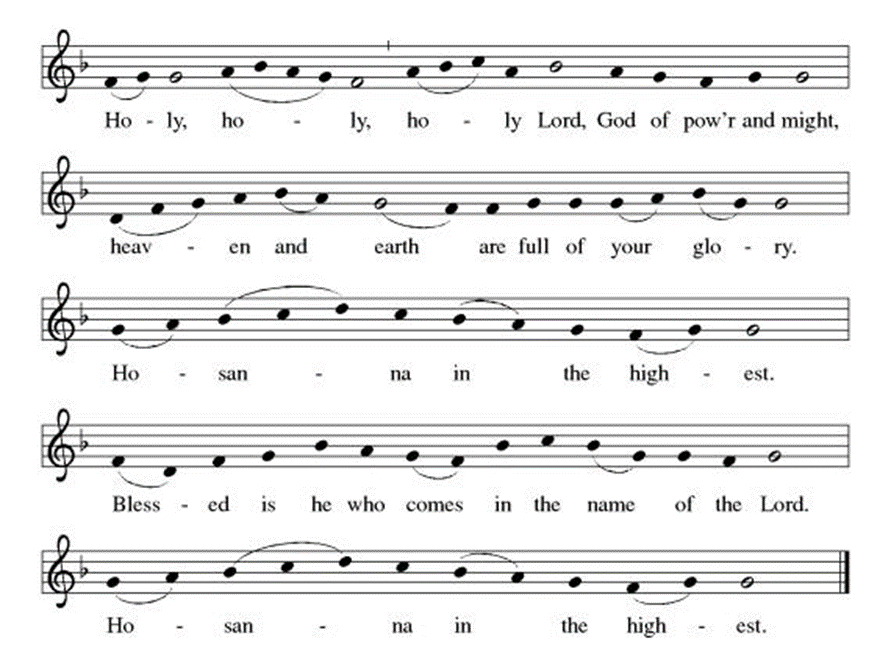 Ho - ly, ho - ly, ho - ly Lord, God of pow'r and might,
heav - en and earth are full of your glo - ry.
Ho - san - na in the high - est.
Bless - ed is he who comes in the name of the Lord.
Ho - san - na in the high - est.